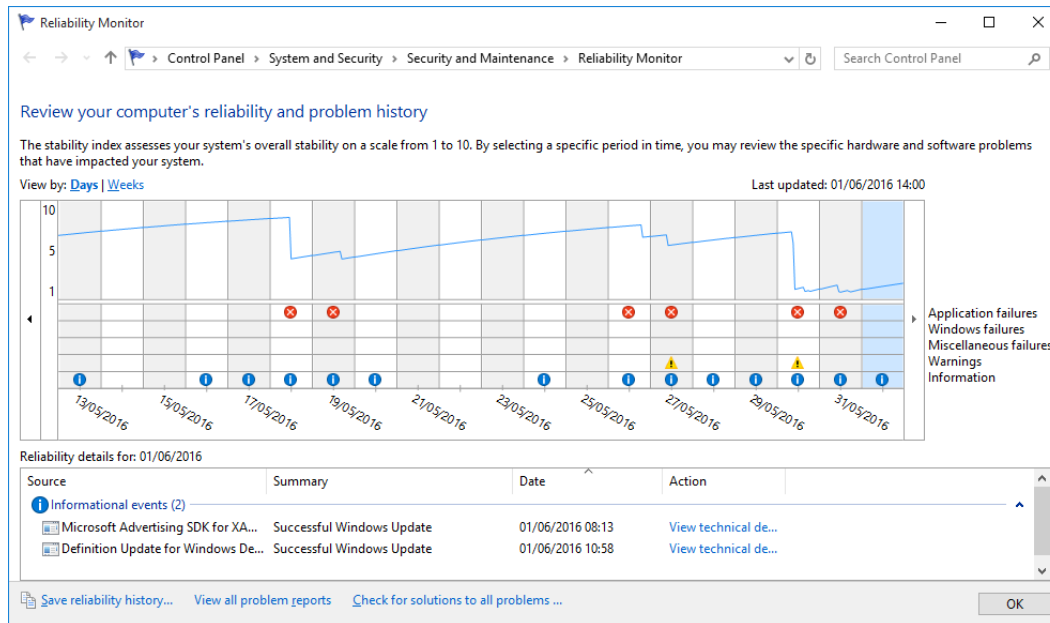 Reliability Monitor
Control Panel > System and Security > Security and Maintenance > Reliability Monitor
Search Control Panel
Review your computer's reliability and problem history
The stability index assesses your system's overall stability on a scale from 1 to 10. By selecting a specific period in time, you may review the specific hardware and software problems
that have impacted your system.
View by: Days | Weeks
Last updated: 01/06/2016 14:00
10
5
1
Application failures
Windows failures
Miscellaneous failures
Warnings
Information
13/05/2016 15/05/2016 17/05/2016 19/05/2016 21/05/2016 23/05/2016 25/05/2016 27/05/2016 29/05/2016 31/05/2016
Reliability details for: 01/06/2016
Source Summary Date Action
Informational events (2)
Microsoft Advertising SDK for XA... Successful Windows Update 01/06/2016 08:13 View technical de...
Definition Update for Windows De... Successful Windows Update 01/06/2016 10:58 View technical de...
Save reliability history... View all problem reports Check for solutions to all problems ...
OK